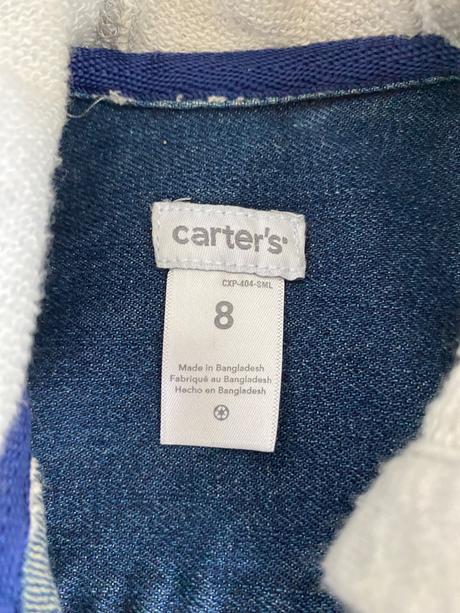 carter's
CXP-404-SML
8
Made in Bangladesh
Fabriqué au Bangladesh
Hecho en Bangladesh